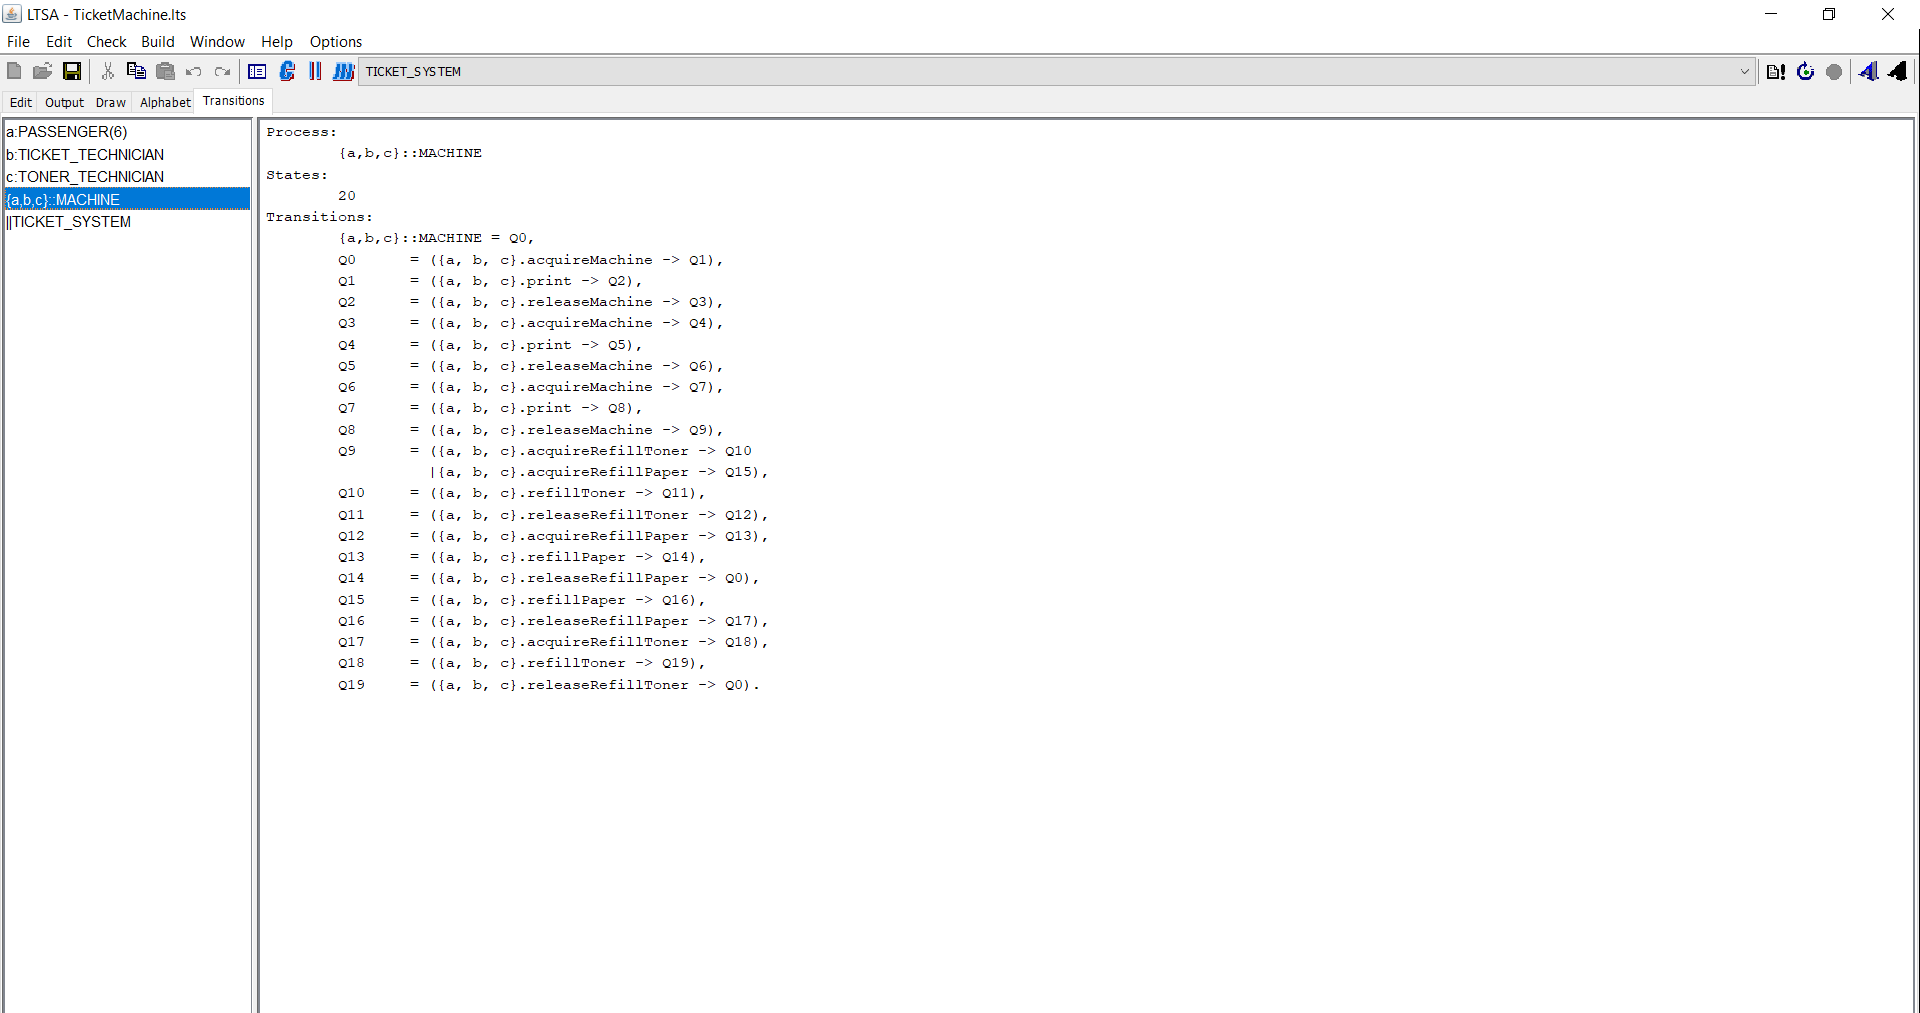 LTSA - TicketMachine.lts
File Edit Check Build Window Help Options
TICKET_SYSTEM
Edit Output Draw Alphabet Transitions
a:PASSENGER(6)
b:TICKET_TECHNICIAN
c:TONER_TECHNICIAN
{a,b,c}::MACHINE
||TICKET_SYSTEM
Process:
{a,b,c}::MACHINE
States:
20
Transitions:
{a,b,c}::MACHINE = Q0,
Q0 = ({a, b, c}.acquireMachine -> Q1),
Q1 = ({a, b, c}.print -> Q2),
Q2 = ({a, b, c}.releaseMachine -> Q3),
Q3 = ({a, b, c}.acquireMachine -> Q4),
Q4 = ({a, b, c}.print -> Q5),
Q5 = ({a, b, c}.releaseMachine -> Q6),
Q6 = ({a, b, c}.acquireMachine -> Q7),
Q7 = ({a, b, c}.print -> Q8),
Q8 = ({a, b, c}.releaseMachine -> Q9),
Q9 = ({a, b, c}.acquireRefillToner -> Q10
|{a, b, c}.acquireRefillPaper -> Q15),
Q10 = ({a, b, c}.refillToner -> Q11),
Q11 = ({a, b, c}.releaseRefillToner -> Q12),
Q12 = ({a, b, c}.acquireRefillPaper -> Q13),
Q13 = ({a, b, c}.refillPaper -> Q14),
Q14 = ({a, b, c}.releaseRefillPaper -> Q0),
Q15 = ({a, b, c}.refillPaper -> Q16),
Q16 = ({a, b, c}.releaseRefillPaper -> Q17),
Q17 = ({a, b, c}.acquireRefillToner -> Q18),
Q18 = ({a, b, c}.refillToner -> Q19),
Q19 = ({a, b, c}.releaseRefillToner -> Q0).